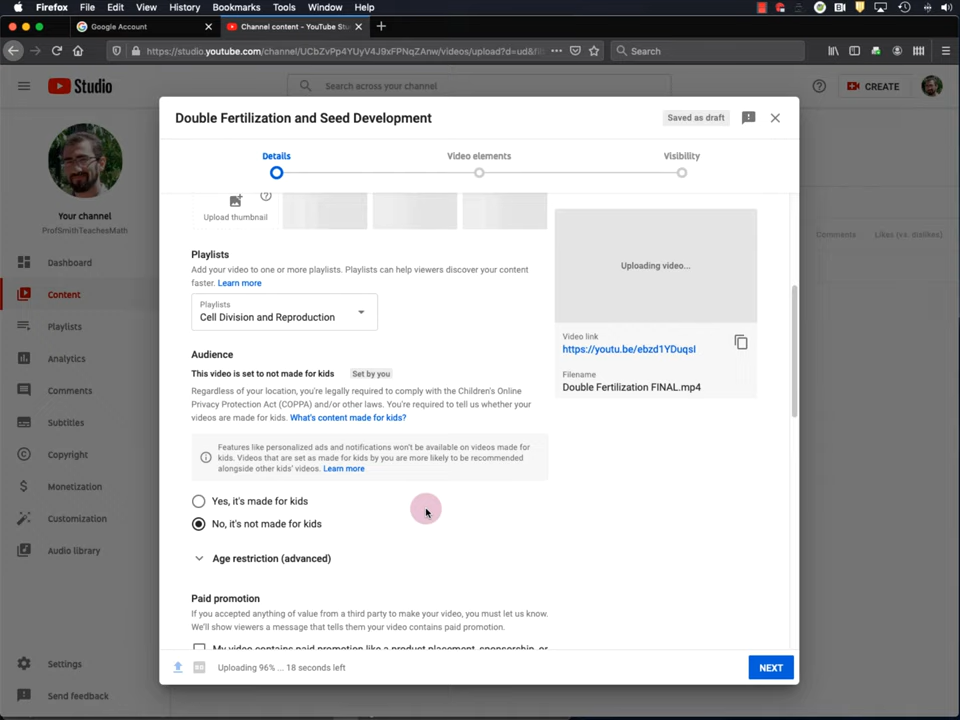 Firefox File Edit View History Bookmarks Tools Window Help
Google Account
Channel content - YouTube Stu
https://studio.youtube.com/channel/UCbZvPp4YUyV4J9xFPNqZAnw/videos/upload?d=ud&fil
Search
Studio
Search across your channel
CREATE
Your channel
ProfSmithTeachesMath
Dashboard
Content
Playlists
Analytics
Comments
Subtitles
Copyright
Monetization
Customization
Audio library
Settings
Send feedback
Comments Likes (vs. dislikes)
Double Fertilization and Seed Development
Saved as draft
Details Video elements Visibility
Upload thumbnail
Playlists
Add your video to one or more playlists. Playlists can help viewers discover your content
faster. Learn more
Playlists
Cell Division and Reproduction
Audience
This video is set to not made for kids Set by you
Regardless of your location, you're legally required to comply with the Children's Online
Privacy Protection Act (COPPA) and/or other laws. You're required to tell us whether your
videos are made for kids. What's content made for kids?
Features like personalized ads and notifications won't be available on videos made for
kids. Videos that are set as made for kids by you are more likely to be recommended
alongside other kids' videos. Learn more
Yes, it's made for kids
No, it's not made for kids
Age restriction (advanced)
Paid promotion
If you accepted anything of value from a third party to make your video, you must let us know.
We'll show viewers a message that tells them your video contains paid promotion.
My video contains paid promotion like a product placement, sponsorship, or
Uploading video...
Video link
https://youtu.be/ebzd1YDuqsI
Filename
Double Fertilization FINAL.mp4
Uploading 96% ... 18 seconds left
NEXT